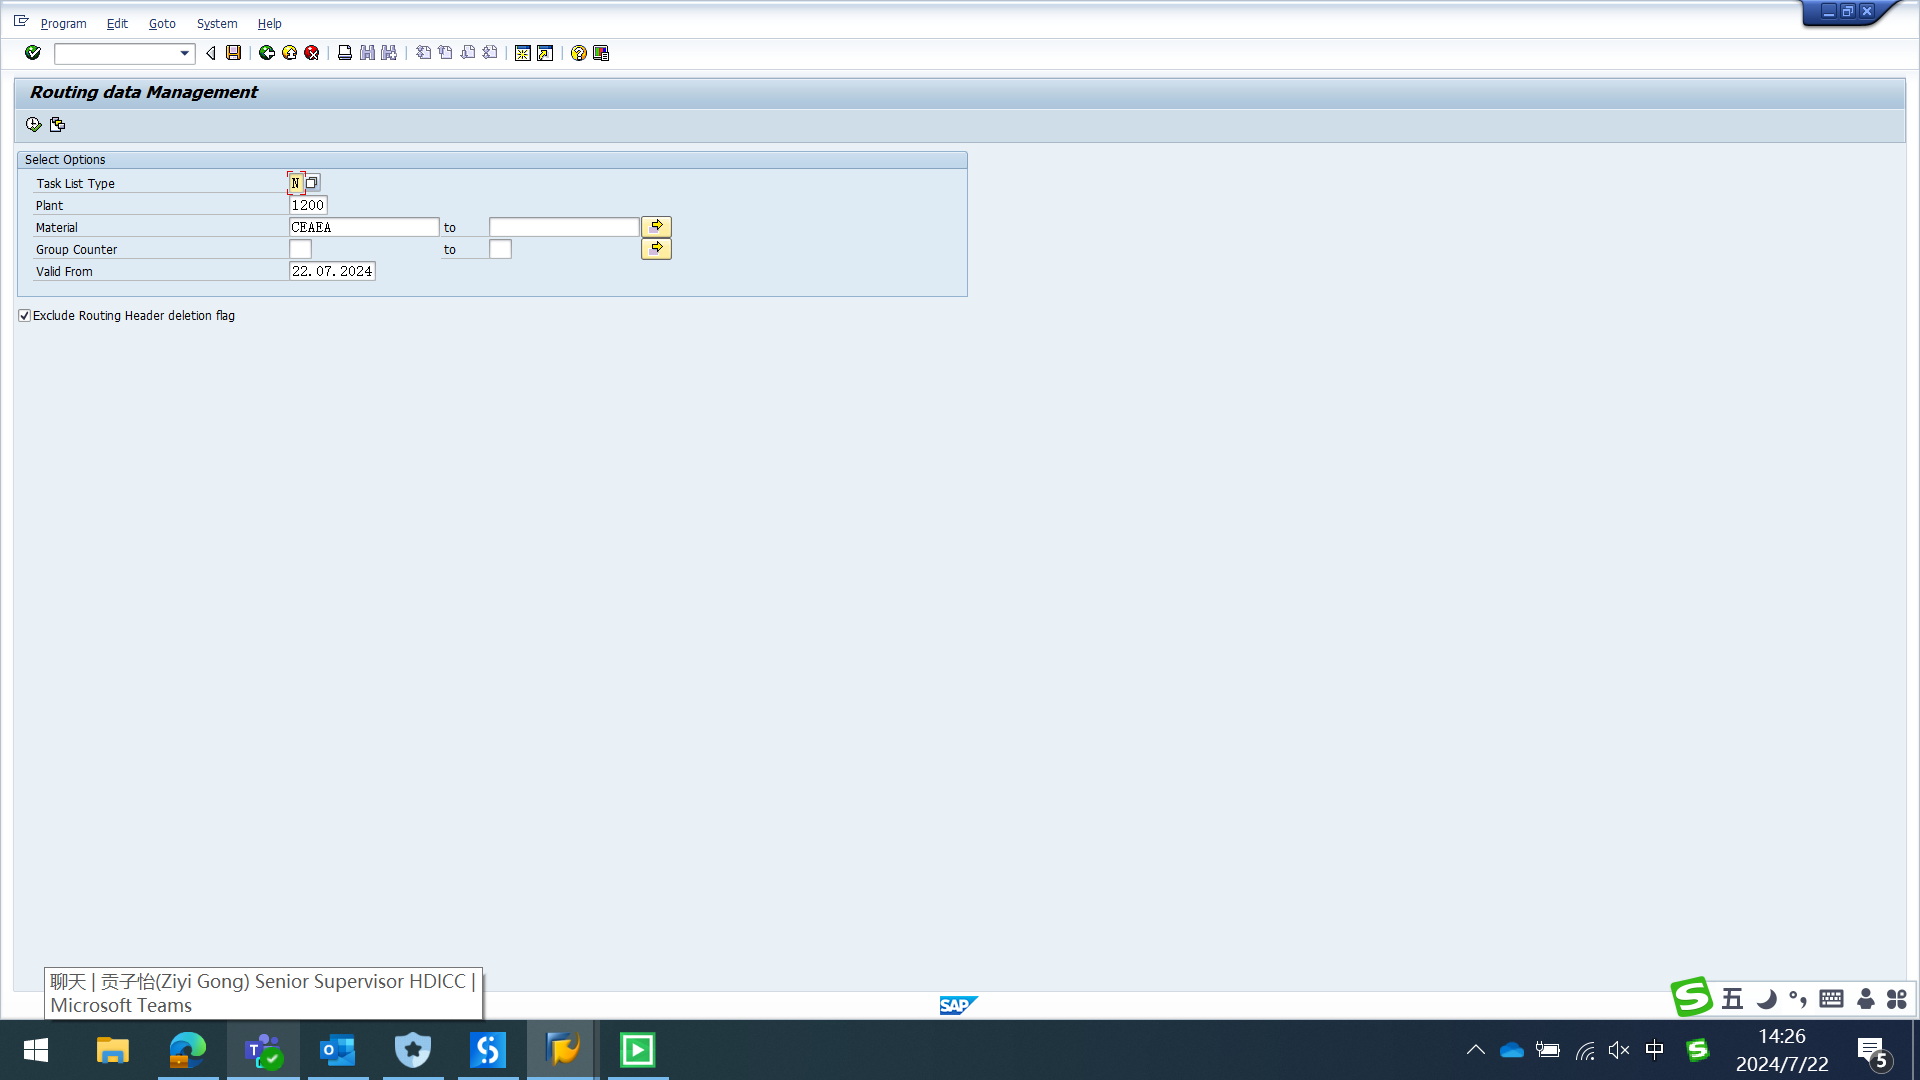 Program Edit Goto System Help
Routing data Management
Select Options
Task List Type N
Plant 1200
Material CEAEA to
Group Counter to
Valid From 22.07.2024
Exclude Routing Header deletion flag
聊天 | 贡子怡(Ziyi Gong) Senior Supervisor HDICC |
Microsoft Teams
SAP
S 五
中 S
14:26
2024/7/22
5